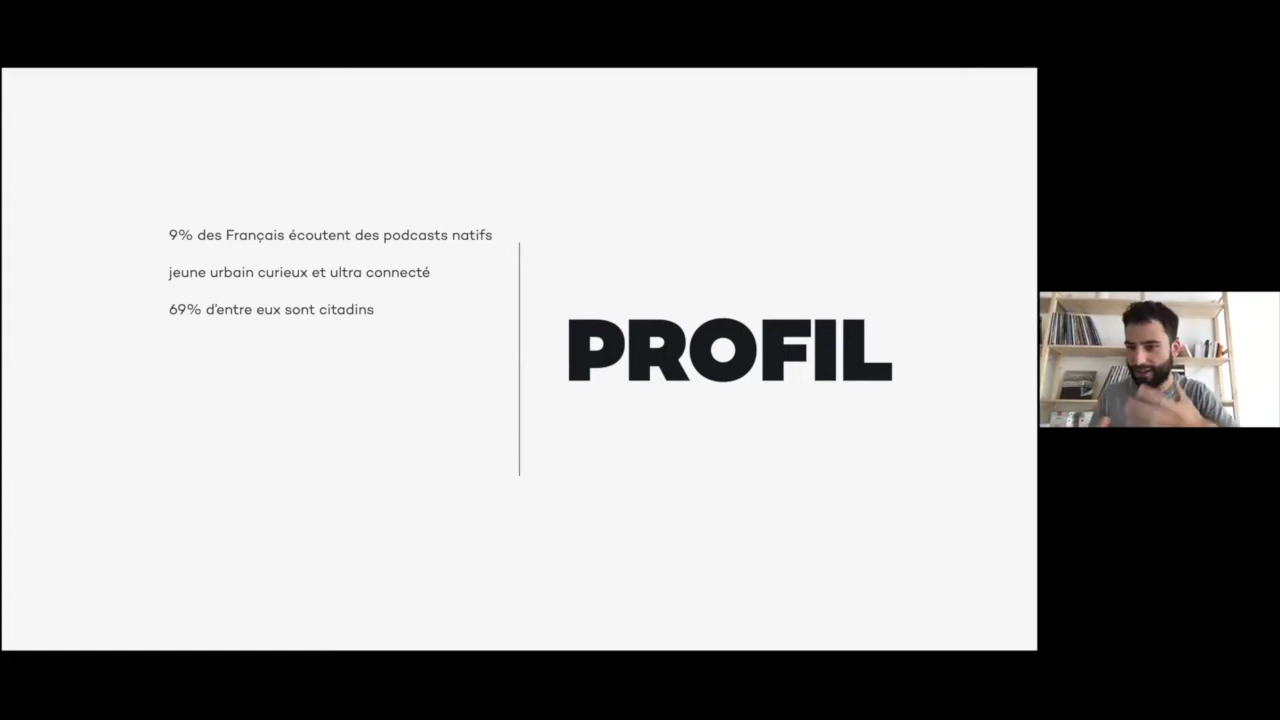 9% des Français écoutent des podcasts natifs
jeune urbain curieux et ultra connecté
69% d'entre eux sont citadins
PROFIL